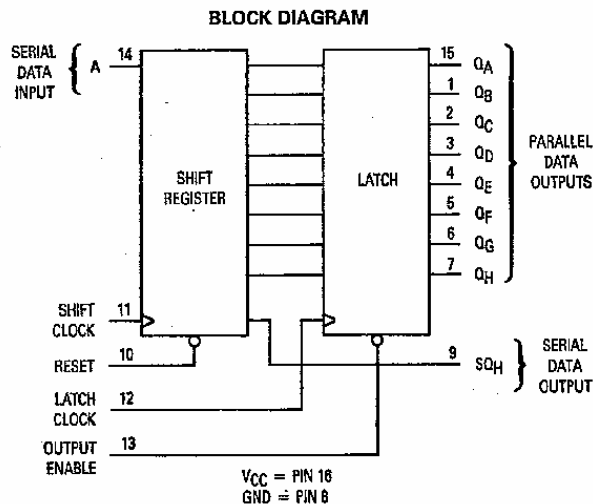 BLOCK DIAGRAM
SERIAL
DATA
INPUT
A
14
SHIFT
REGISTER
LATCH
15 QA
1 QB
2 QC
3 QD
4 QE
5 QF
6 QG
7 QH
PARALLEL
DATA
OUTPUTS
SHIFT
CLOCK
11
RESET
10
LATCH
CLOCK
12
OUTPUT
ENABLE
13
9 SQH
SERIAL
DATA
OUTPUT
VCC = PIN 16
GND = PIN 8